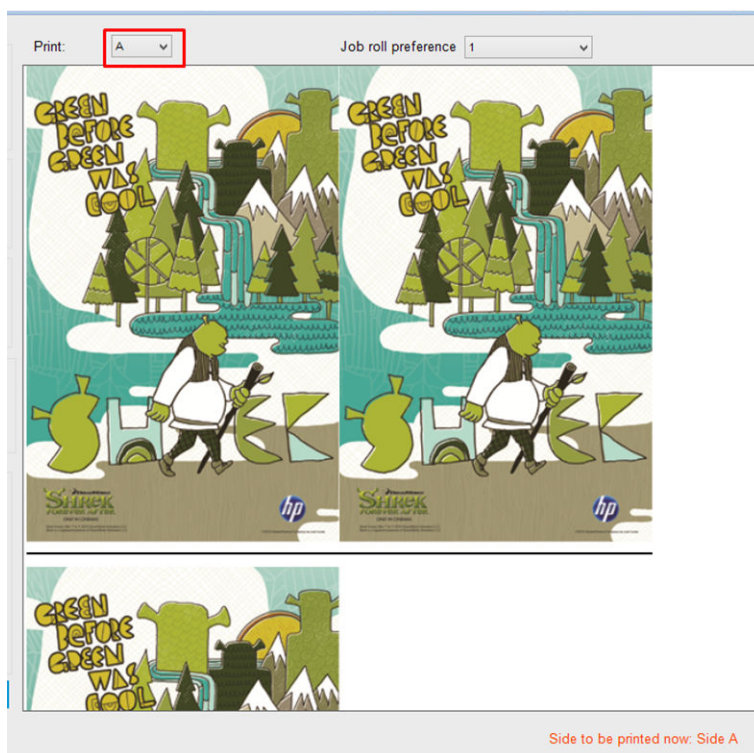 Print: A Job roll preference 1
GREEN
BEFORE
GREEN
WAS
COOL
GREEN
BEFORE
GREEN
WAS
COOL
SHREK
SHREK
SHREK
FOREVER AFTER
hp
SHREK
FOREVER AFTER
hp
GREEN
BEFORE
GREEN
WAS
COOL
Side to be printed now: Side A